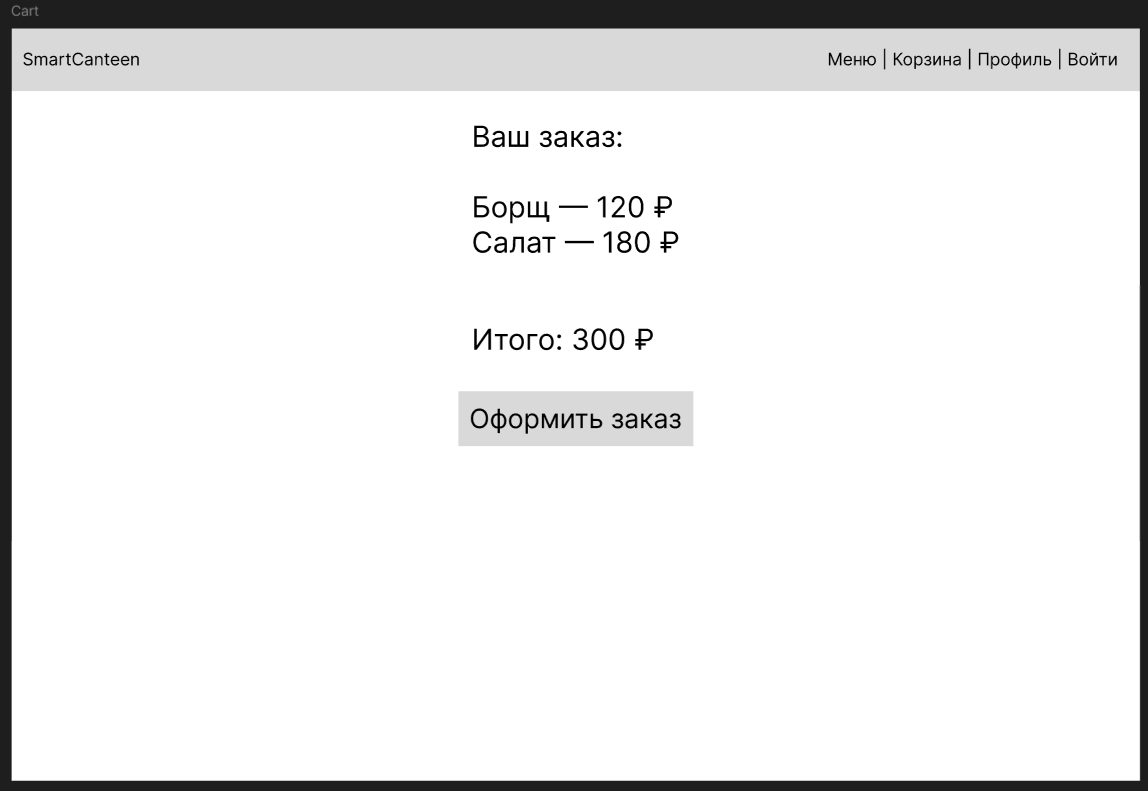 Cart
SmartCanteen
Меню | Корзина | Профиль | Войти
Ваш заказ:
Борщ — 120 ₽
Салат — 180 ₽
Итого: 300 ₽
Оформить заказ